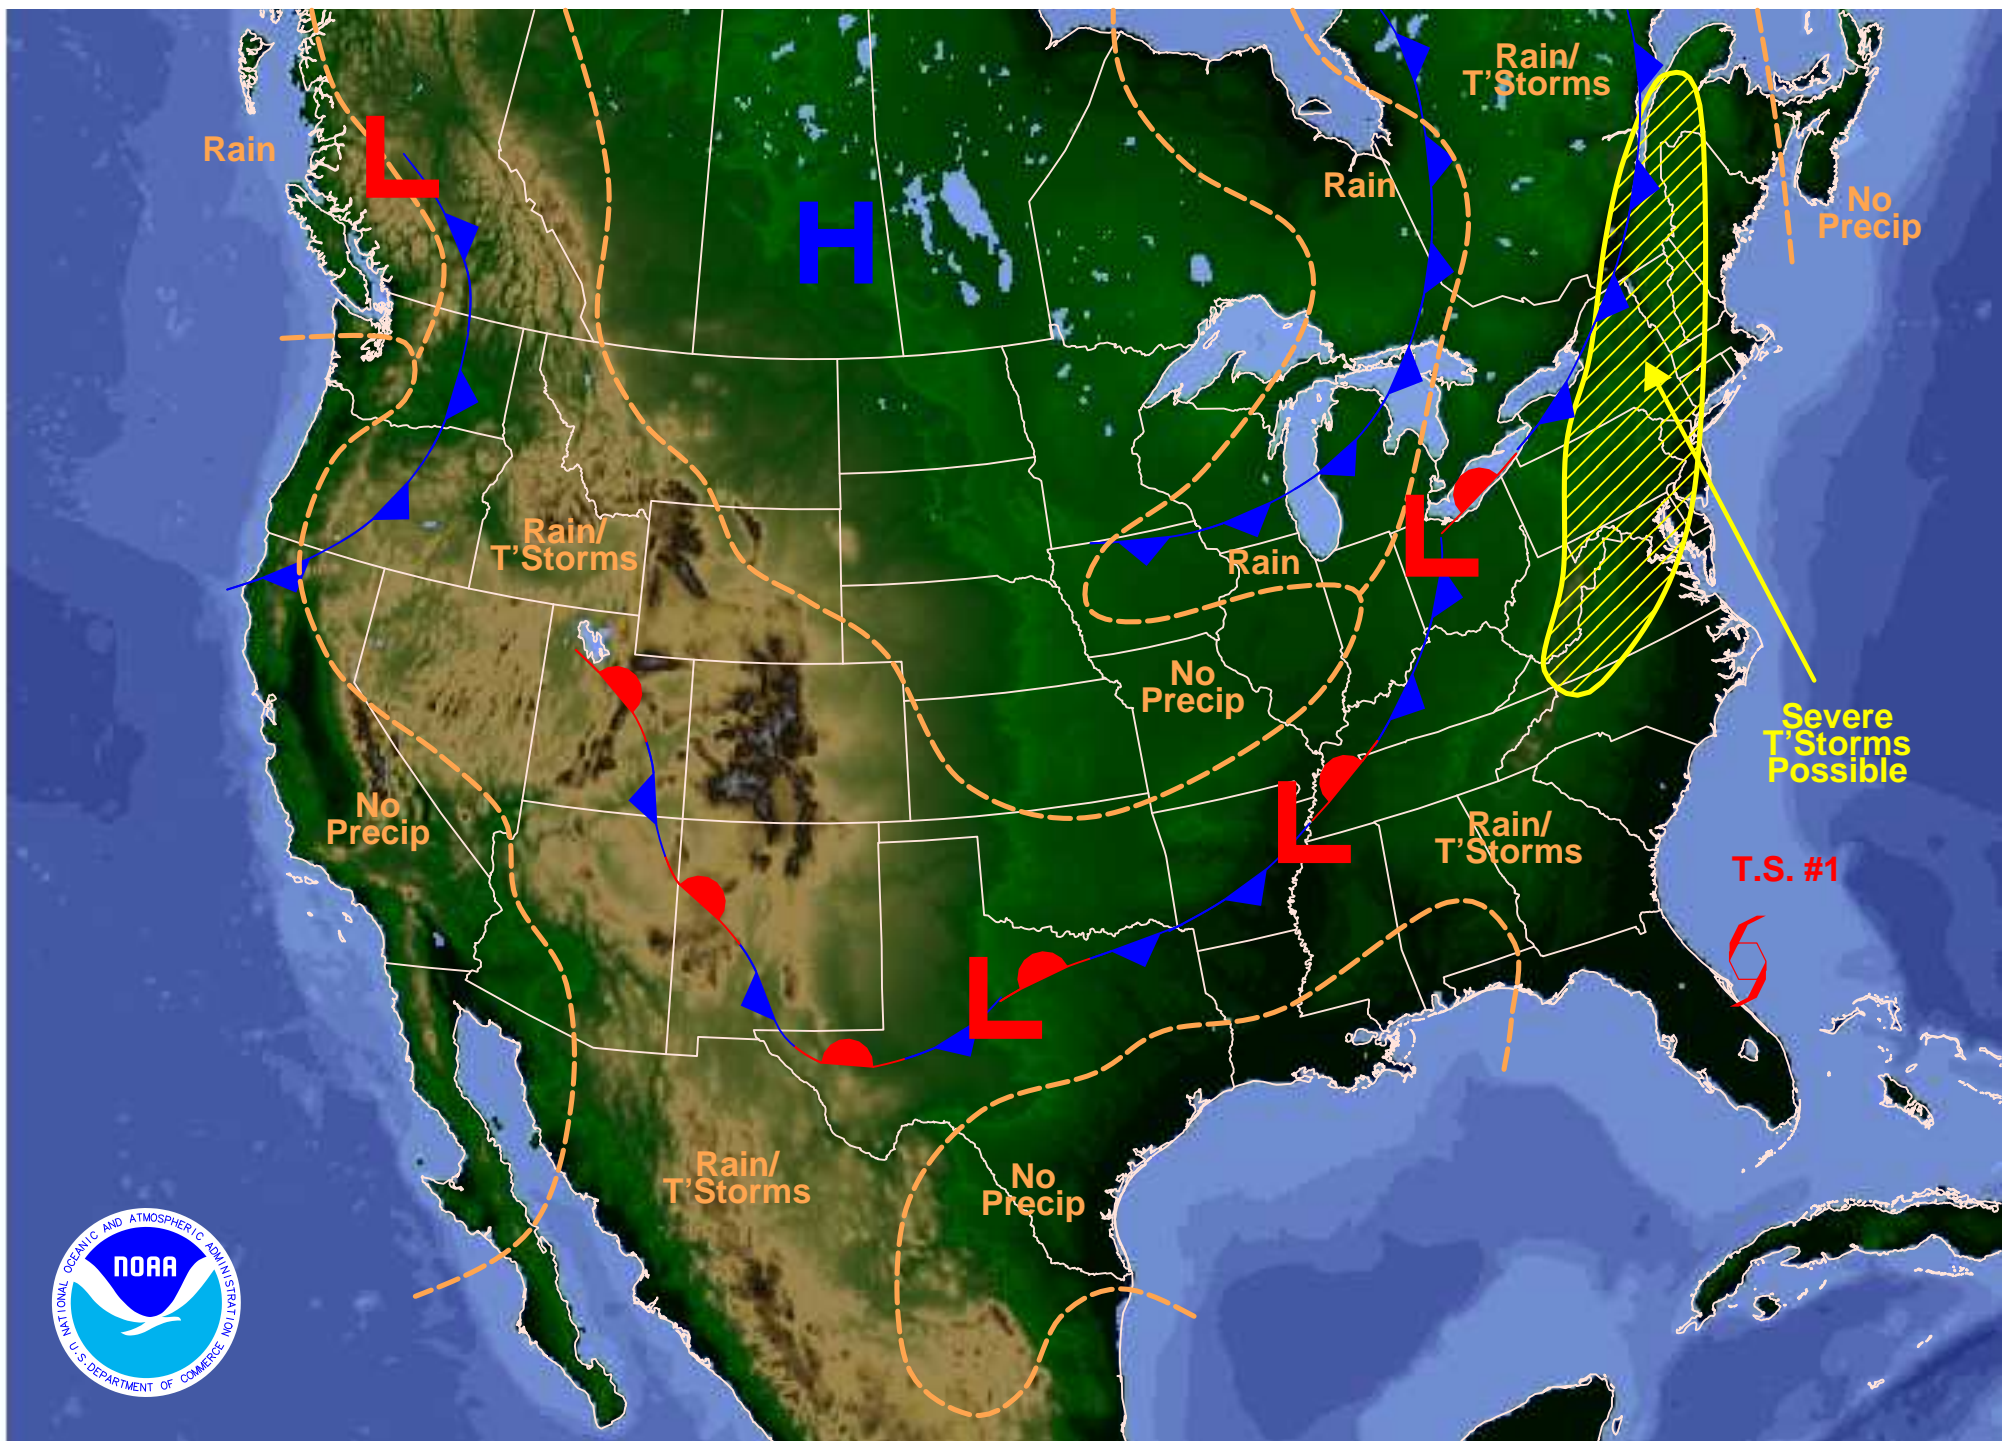 Rain/
T'Storms
Rain
Rain
No
Precip
L
H
Rain/
T'Storms
L
Rain
No
Precip
Severe
T'Storms
Possible
No
Precip
L
Rain/
T'Storms
T.S. #1
L
Rain/
T'Storms
No
Precip
NATIONAL OCEANIC AND ATMOSPHERIC ADMINISTRATION
NOAA
U.S. DEPARTMENT OF COMMERCE